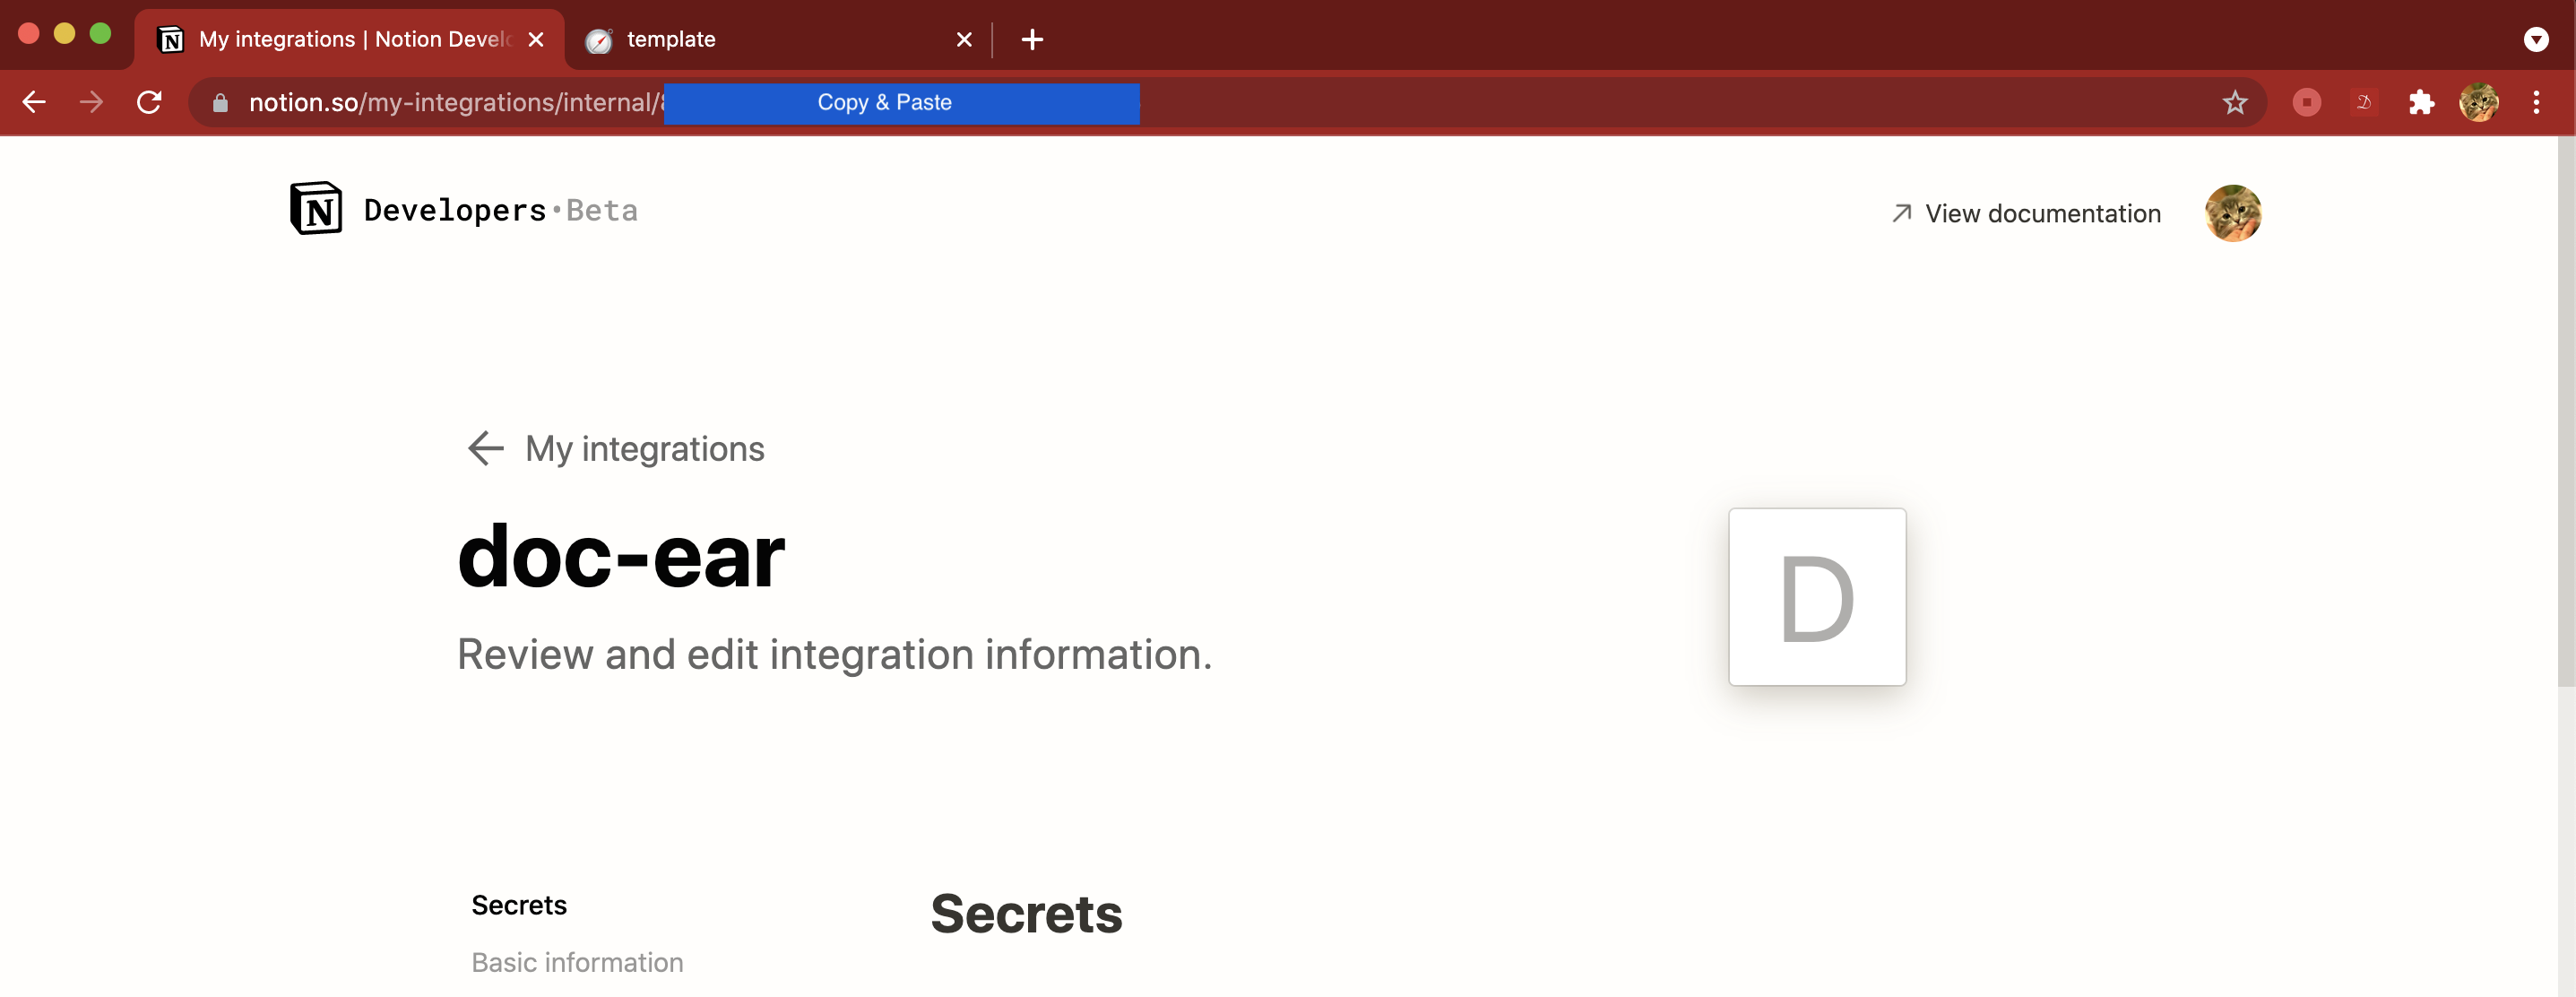 My integrations | Notion Develo
template
notion.so/my-integrations/internal/
Copy & Paste
Developers • Beta
View documentation
← My integrations
doc-ear
D
Review and edit integration information.
Secrets
Secrets
Basic information